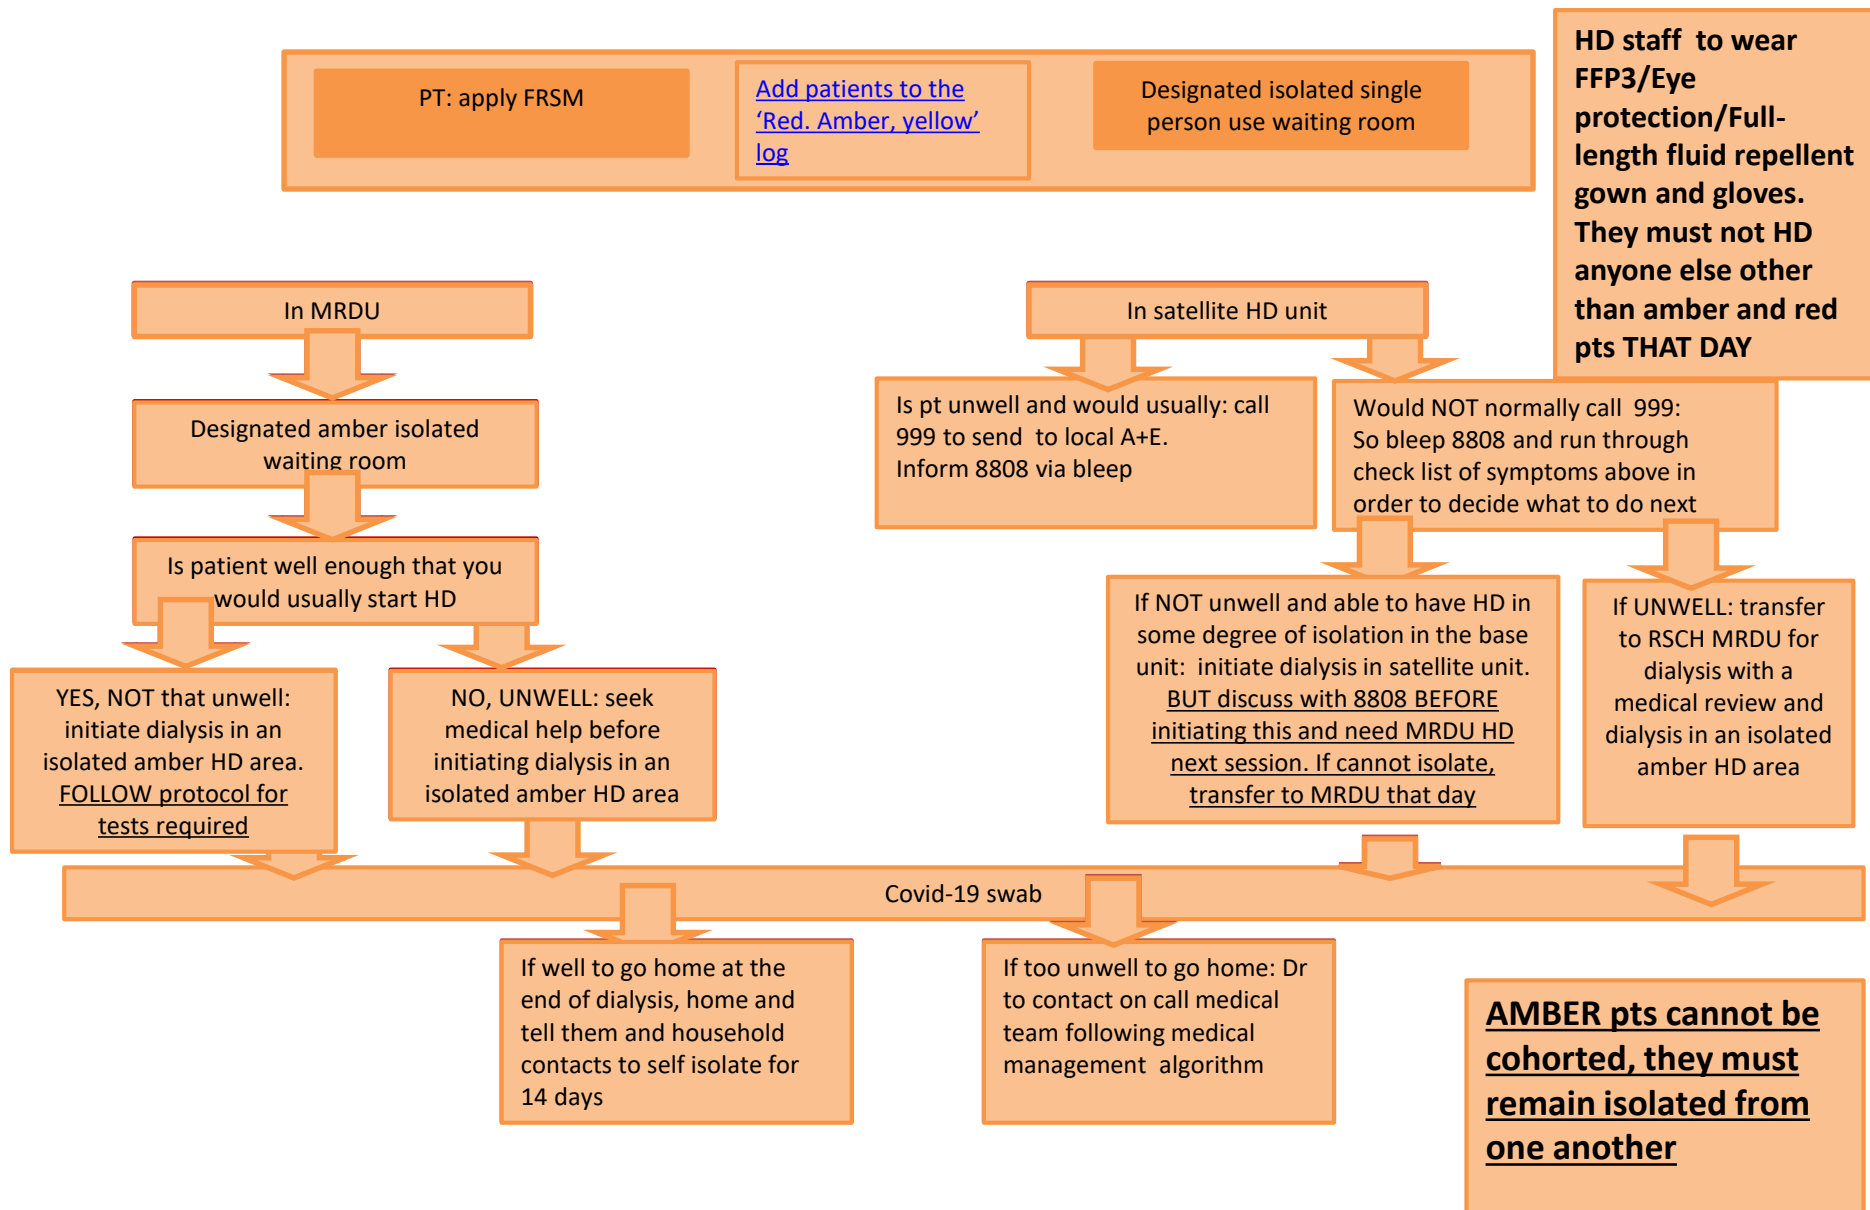 PT: apply FRSM
Add patients to the
‘Red. Amber, yellow’
log
Designated isolated single
person use waiting room
HD staff  to wear
FFP3/Eye
protection/Full-
length fluid repellent
gown and gloves.
They must not HD
anyone else other
than amber and red
pts THAT DAY
In MRDU
Designated amber isolated
waiting room
Is patient well enough that you
would usually start HD
YES, NOT that unwell:
initiate dialysis in an
isolated amber HD area.
FOLLOW protocol for
tests required
NO, UNWELL: seek
medical help before
initiating dialysis in an
isolated amber HD area
In satellite HD unit
Is pt unwell and would usually: call
999 to send  to local A+E.
Inform 8808 via bleep
Would NOT normally call  999:
So bleep 8808 and run through
check list of symptoms above in
order to decide what to do next
If NOT unwell and able to have HD in
some degree of isolation in the base
unit:  initiate dialysis in satellite unit.
BUT discuss with 8808 BEFORE
initiating this and need MRDU HD
next session. If cannot isolate,
transfer to MRDU that day
If UNWELL: transfer
to RSCH MRDU for
dialysis with a
medical review and
dialysis in an isolated
amber HD area
Covid-19 swab
If well to go home at the
end of dialysis, home and
tell them and household
contacts to self isolate for
14 days
If too unwell to go home: Dr
to contact on call medical
team following medical
management  algorithm
AMBER pts cannot be
cohorted, they must
remain isolated from
one another